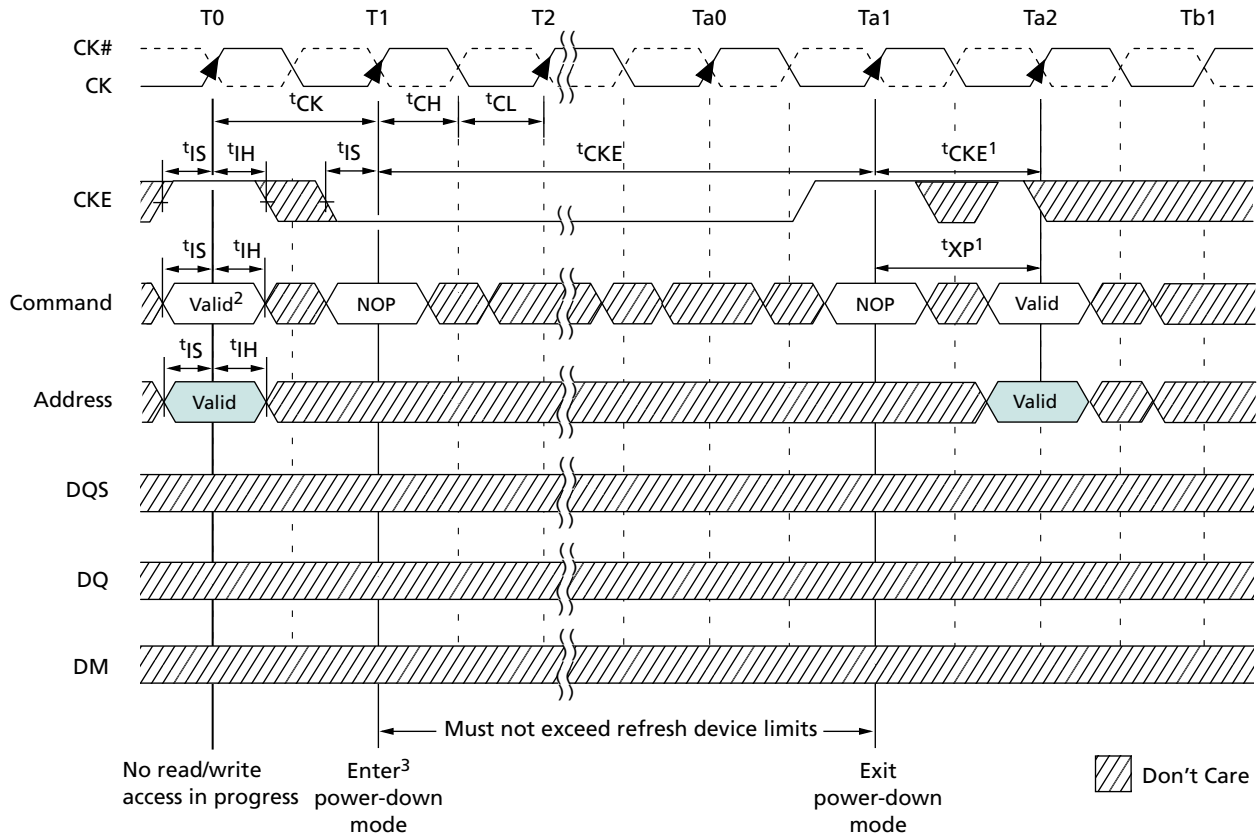 T0 T1 T2 Ta0 Ta1 Ta2 Tb1
CK#
CK
tCK tCH tCL
tIS tIH tIS tCKE tCKE1
CKE
tIS tIH tXP1
Command Valid2 NOP NOP Valid
tIS tIH
Address Valid Valid
DQS
DQ
DM
Must not exceed refresh device limits
No read/write
access in progress
Enter3
power-down
mode
Exit
power-down
mode
Don't Care